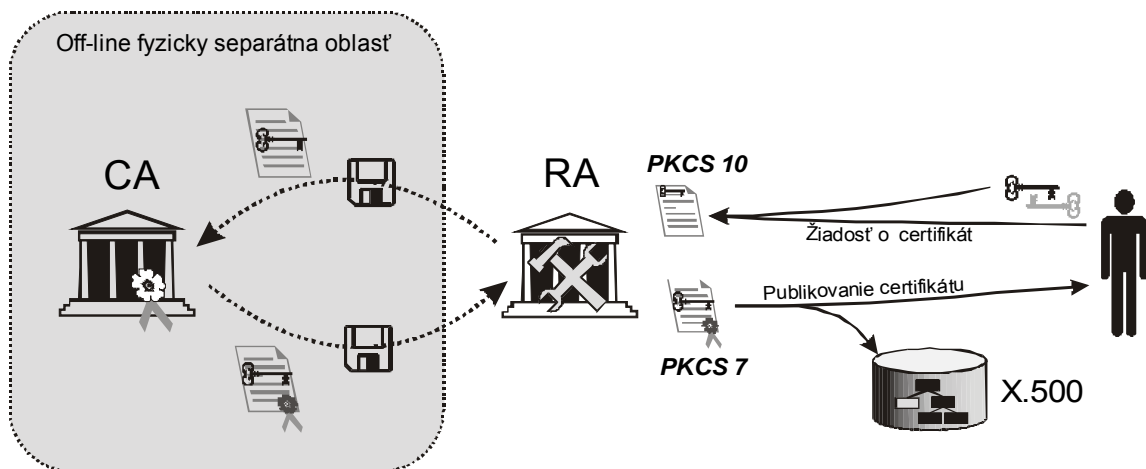 Off-line fyzicky separátna oblasť
CA
RA
PKCS 10
Žiadosť o certifikát
Publikovanie certifikátu
PKCS 7
X.500